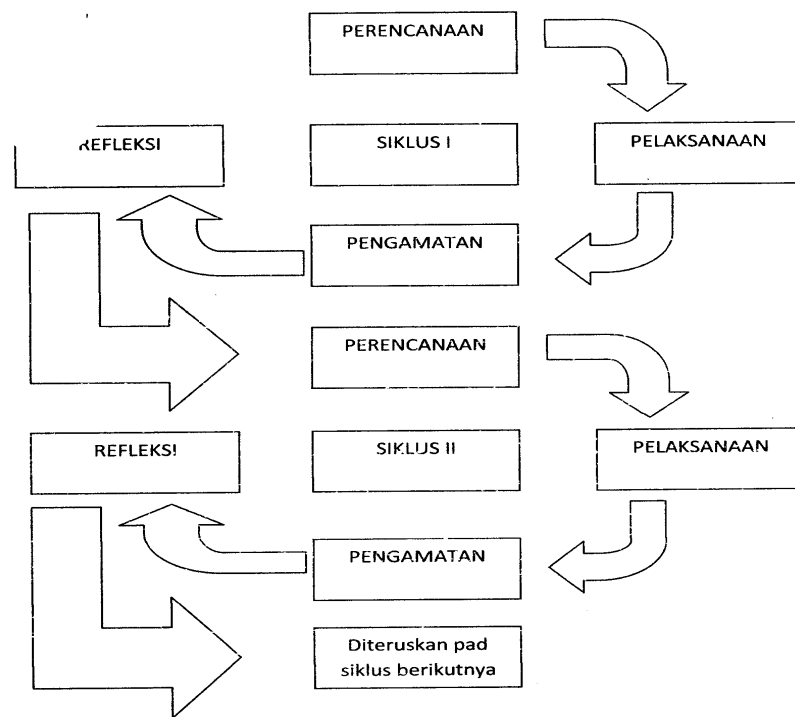 PERENCANAAN
REFLEKSI
SIKLUS I
PELAKSANAAN
PENGAMATAN
PERENCANAAN
REFLEKSI
SIKLUS II
PELAKSANAAN
PENGAMATAN
Diteruskan pad
siklus berikutnya